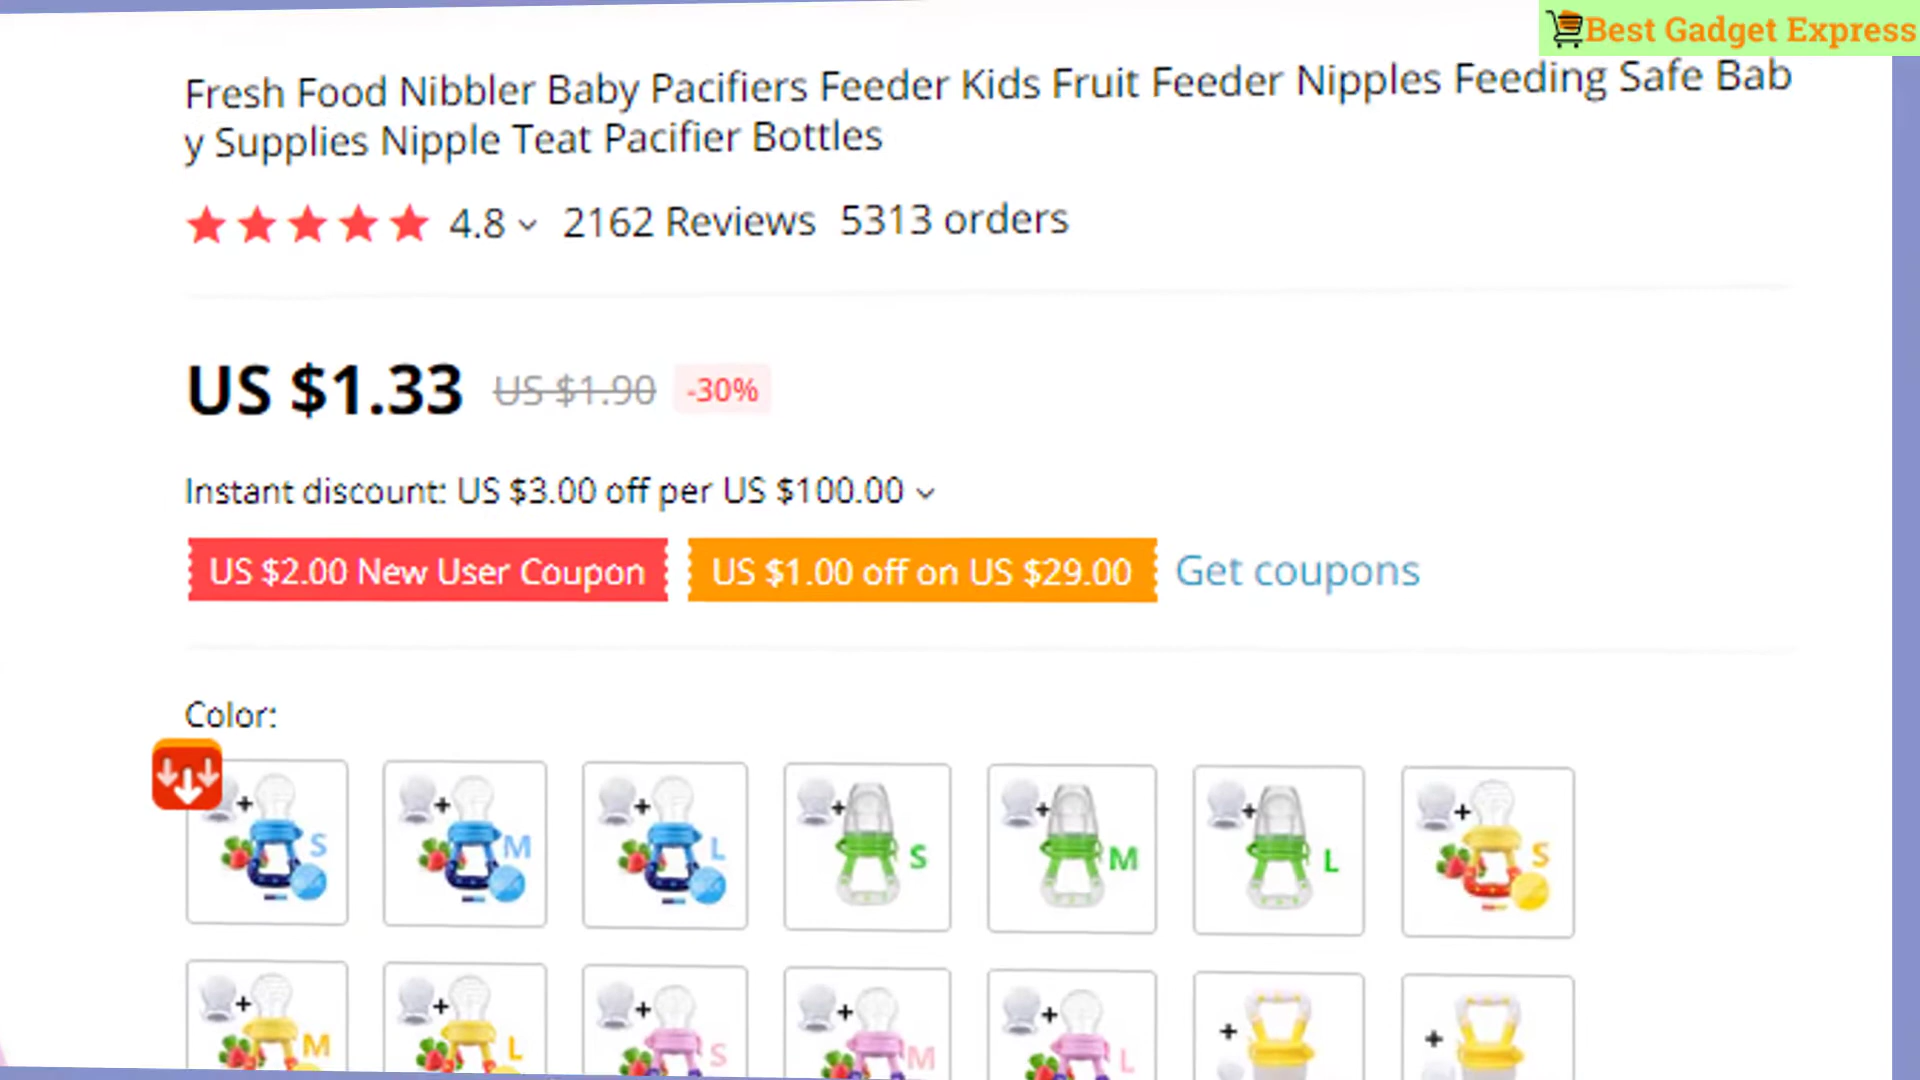 Best Gadget Express
Fresh Food Nibbler Baby Pacifiers Feeder Kids Fruit Feeder Nipples Feeding Safe Bab
y Supplies Nipple Teat Pacifier Bottles
4.8 2162 Reviews 5313 orders
US $1.33 US $1.90 -30%
Instant discount: US $3.00 off per US $100.00
US $2.00 New User Coupon US $1.00 off on US $29.00 Get coupons
Color:
+ S + M + L + S + M + L + S
+ M + L + S + M + L + +